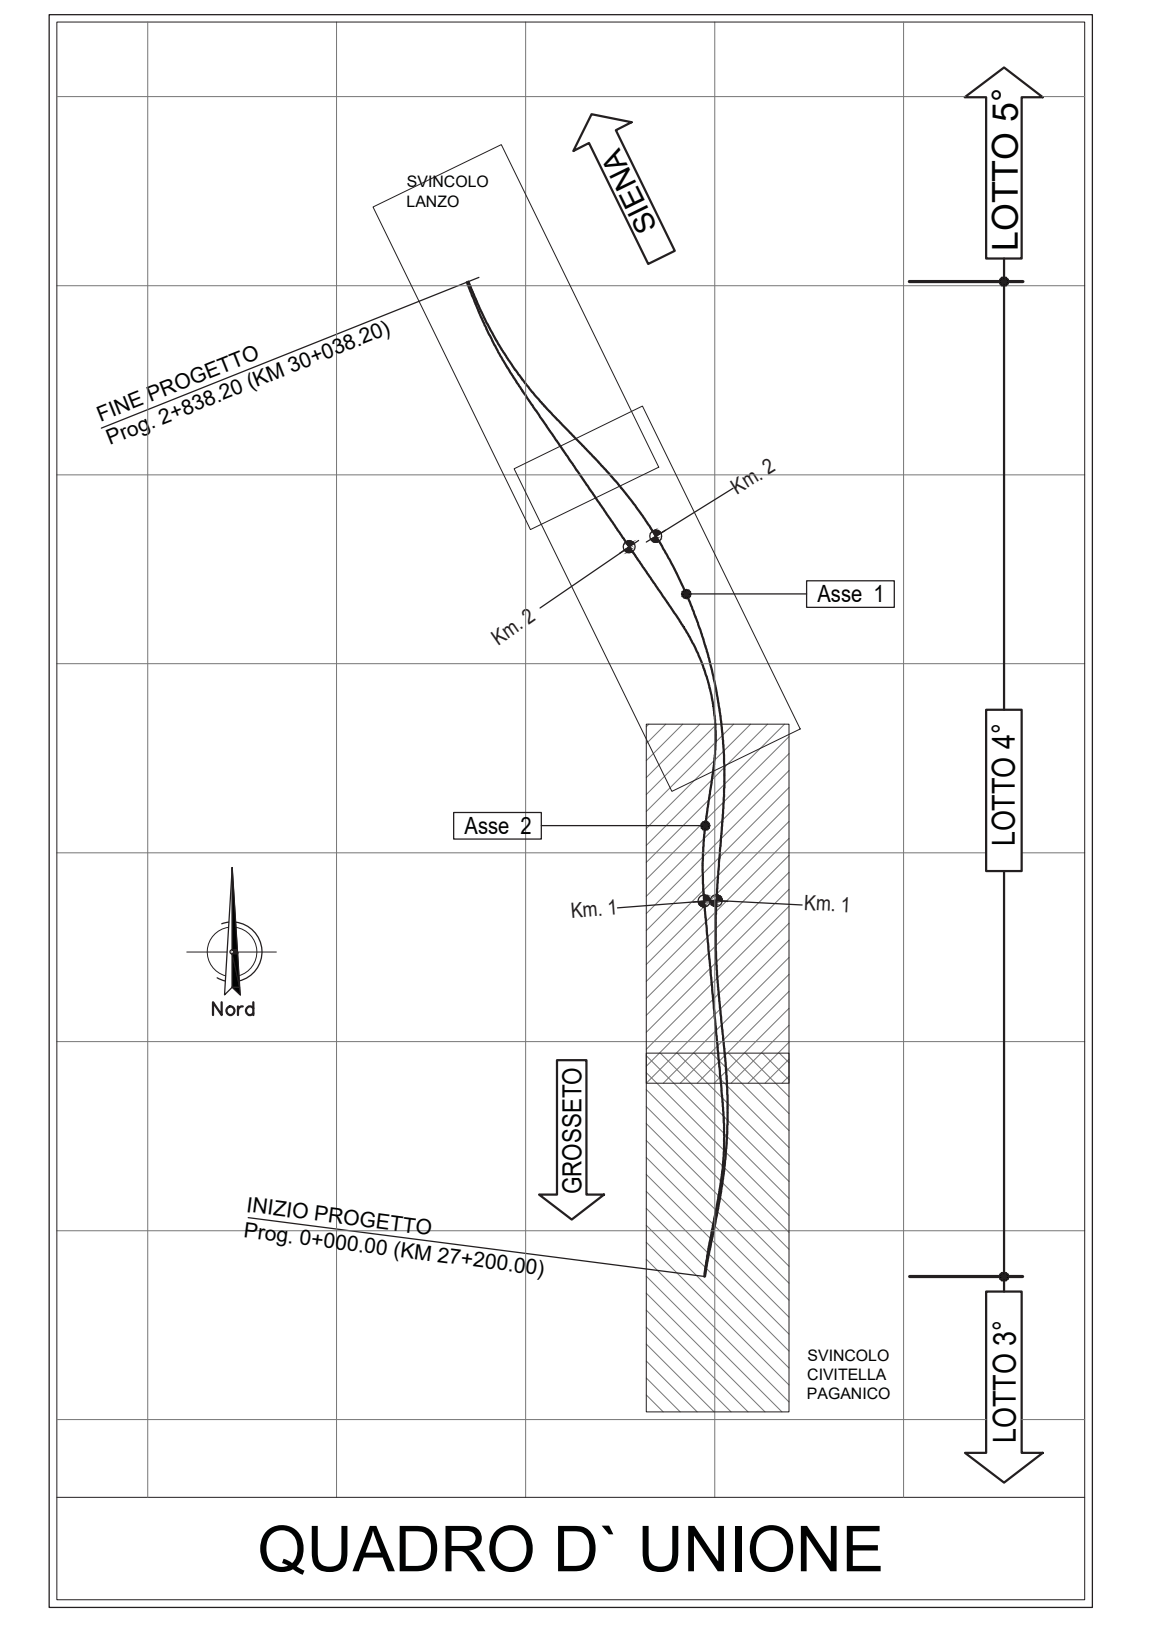 LOTTO 5°
SIENA
SVINCOLO
LANZO
FINE PROGETTO
Prog. 2+838.20 (KM 30+038.20)
Km. 2
Km. 2
Asse 1
LOTTO 4°
Asse 2
Km. 1
Km. 1
Nord
GROSSETO
INIZIO PROGETTO
Prog. 0+000.00 (KM 27+200.00)
SVINCOLO
CIVITELLA
PAGANICO
LOTTO 3°
QUADRO D` UNIONE